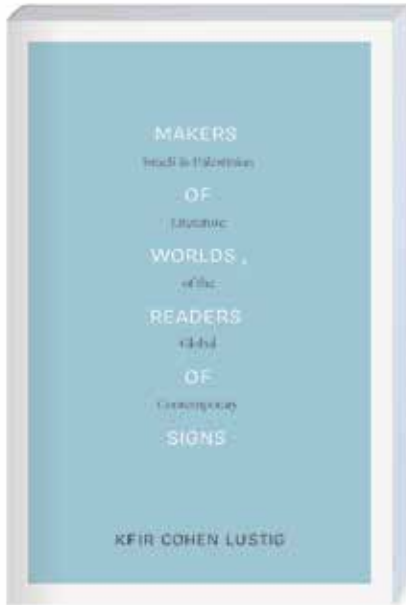 MAKERS
Israeli & Palestinian
OF
Literature
WORLDS,
of the
READERS
Global
OF
Contemporary
SIGNS
KFIR COHEN LUSTIG